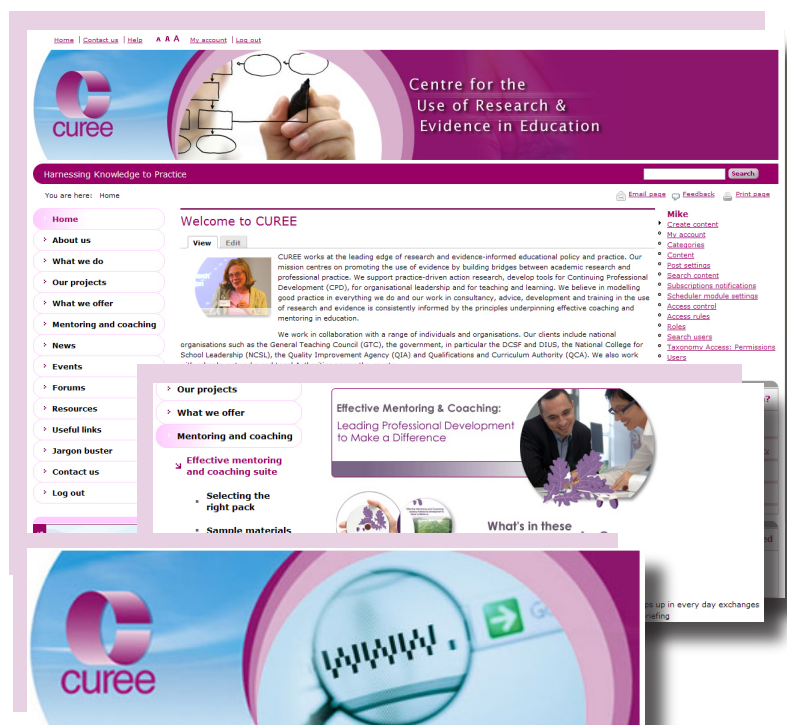 Home | Contact us | Help A A A My account | Log out
curee
Centre for the
Use of Research &
Evidence in Education
Harnessing Knowledge to Practice
Search
You are here: Home
Email page Feedback Print page
Home
About us
What we do
Our projects
What we offer
Mentoring and coaching
News
Events
Forums
Resources
Useful links
Jargon buster
Contact us
Log out
Welcome to CUREE
View Edit
CUREE works at the leading edge of research and evidence-informed educational policy and practice. Our
mission centres on promoting the use of evidence by building bridges between academic research and
professional practice. We support practice-driven action research, develop tools for Continuing Professional
Development (CPD), for organisational leadership and for teaching and learning. We believe in modelling
good practice in everything we do and our work in consultancy, advice, development and training in the use
of research and evidence is consistently informed by the principles underpinning effective coaching and
mentoring in education.
We work in collaboration with a range of individuals and organisations. Our clients include national
organisations such as the General Teaching Council (GTC), the government, in particular the DCSF and DIUS, the National College for
School Leadership (NCSL), the Quality Improvement Agency (QIA) and Qualifications and Curriculum Authority (QCA). We also work
Mike
Create content
My account
Categories
Content
Post settings
Search content
Subscriptions notifications
Scheduler module settings
Access control
Access rules
Roles
Search users
Taxonomy Access: Permissions
Users
Our projects
What we offer
Mentoring and coaching
Effective mentoring
and coaching suite
Selecting the
right pack
Sample materials
Effective Mentoring & Coaching:
Leading Professional Development
to Make a Difference
What's in these
up in every day exchanges
curee
www.